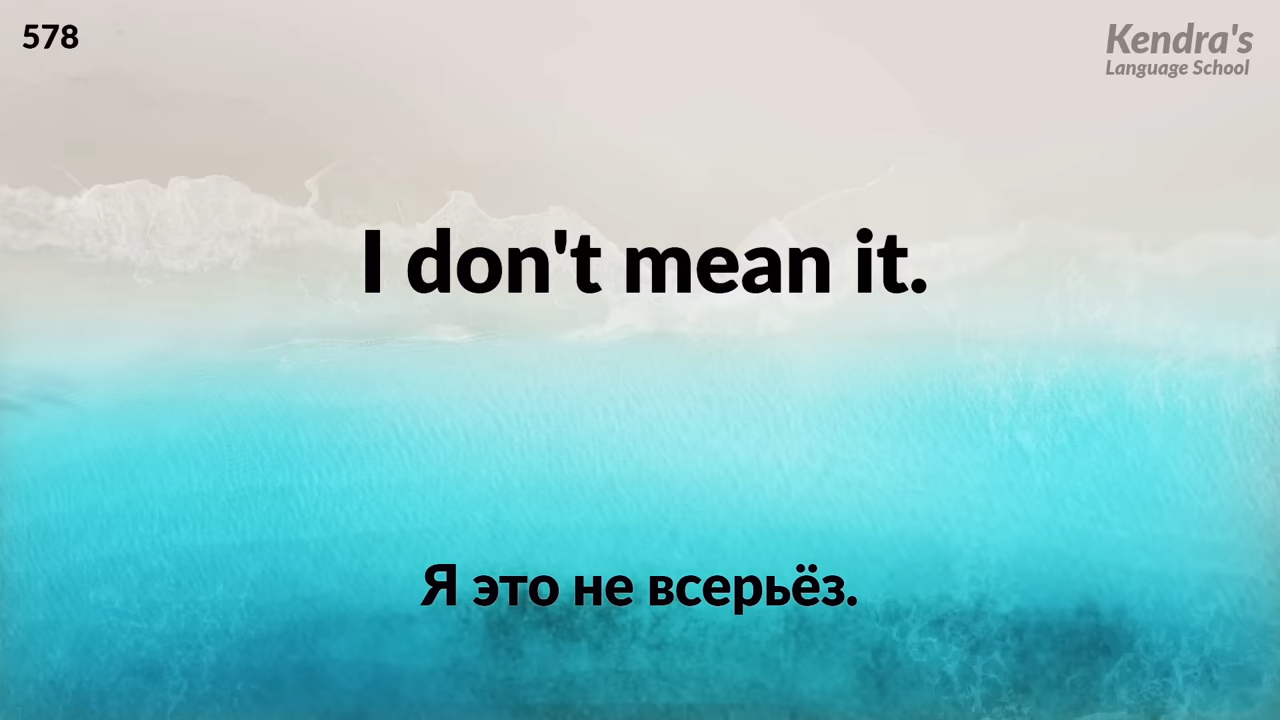 578
Kendra's
Language School
I don't mean it.
Я это не всерьёз.